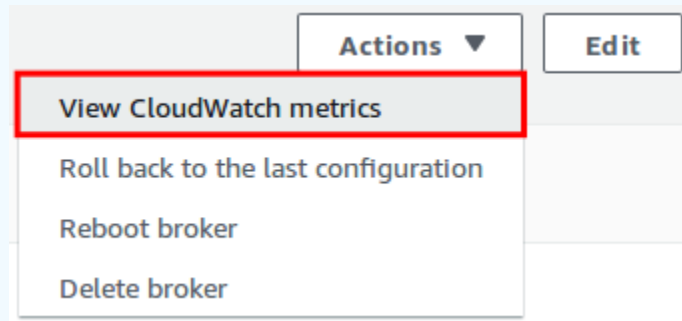 Actions ▼ Edit
View CloudWatch metrics
Roll back to the last configuration
Reboot broker
Delete broker